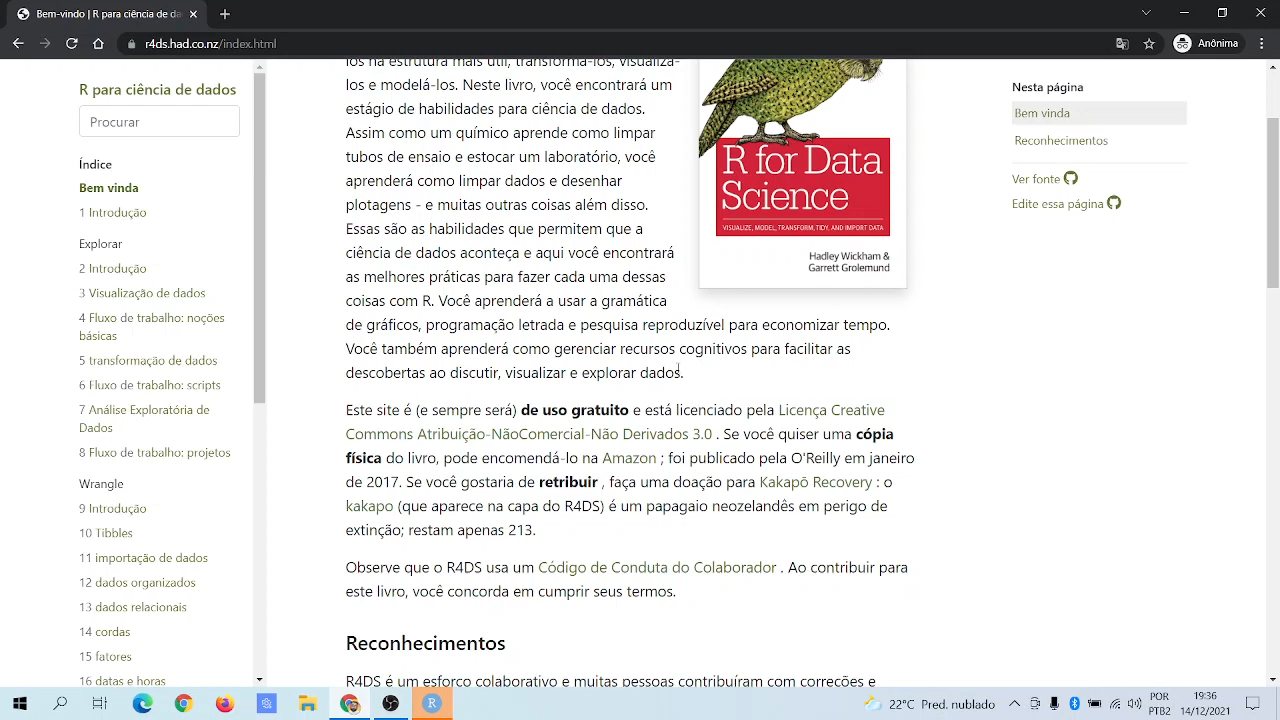 Bem-vindo | R para ciência de da
r4ds.had.co.nz/index.html
Anônima
R para ciência de dados
Procurar
Índice
Bem vinda
1 Introdução
Explorar
2 Introdução
3 Visualização de dados
4 Fluxo de trabalho: noções
básicas
5 transformação de dados
6 Fluxo de trabalho: scripts
7 Análise Exploratória de
Dados
8 Fluxo de trabalho: projetos
Wrangle
9 Introdução
10 Tibbles
11 importação de dados
12 dados organizados
13 dados relacionais
14 cordas
15 fatores
16 datas e horas
los na estrutura mais útil, transformá-los, visualizá-
los e modelá-los. Neste livro, você encontrará um
estágio de habilidades para ciência de dados.
Assim como um químico aprende como limpar
tubos de ensaio e estocar um laboratório, você
aprenderá como limpar dados e desenhar
plotagens - e muitas outras coisas além disso.
Essas são as habilidades que permitem que a
ciência de dados aconteça e aqui você encontrará
as melhores práticas para fazer cada uma dessas
coisas com R. Você aprenderá a usar a gramática
de gráficos, programação letrada e pesquisa reproduzível para economizar tempo.
Você também aprenderá como gerenciar recursos cognitivos para facilitar as
descobertas ao discutir, visualizar e explorar dados.
R for Data
Science
VISUALIZE, MODEL, TRANSFORM, TIDY, AND IMPORT DATA
Hadley Wickham &
Garrett Grolemund
Este site é (e sempre será) de uso gratuito e está licenciado pela Licença Creative
Commons Atribuição-NãoComercial-Não Derivados 3.0 . Se você quiser uma cópia
física do livro, pode encomendá-lo na Amazon ; foi publicado pela O'Reilly em janeiro
de 2017. Se você gostaria de retribuir , faça uma doação para Kakapō Recovery : o
kakapo (que aparece na capa do R4DS) é um papagaio neozelandês em perigo de
extinção; restam apenas 213.
Observe que o R4DS usa um Código de Conduta do Colaborador . Ao contribuir para
este livro, você concorda em cumprir seus termos.
Reconhecimentos
R4DS é um esforço colaborativo e muitas pessoas contribuíram com correções e
Nesta página
Bem vinda
Reconhecimentos
Ver fonte
Edite essa página
R
22°C Pred. nublado
POR
PTB2
19:36
14/12/2021